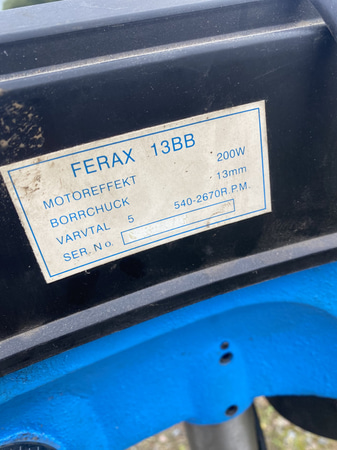 FERAX 13BB
MOTOREFFEKT 200W
BORRCHUCK 13mm
VARVTAL 5 540-2670R.P.M.
SER. No.